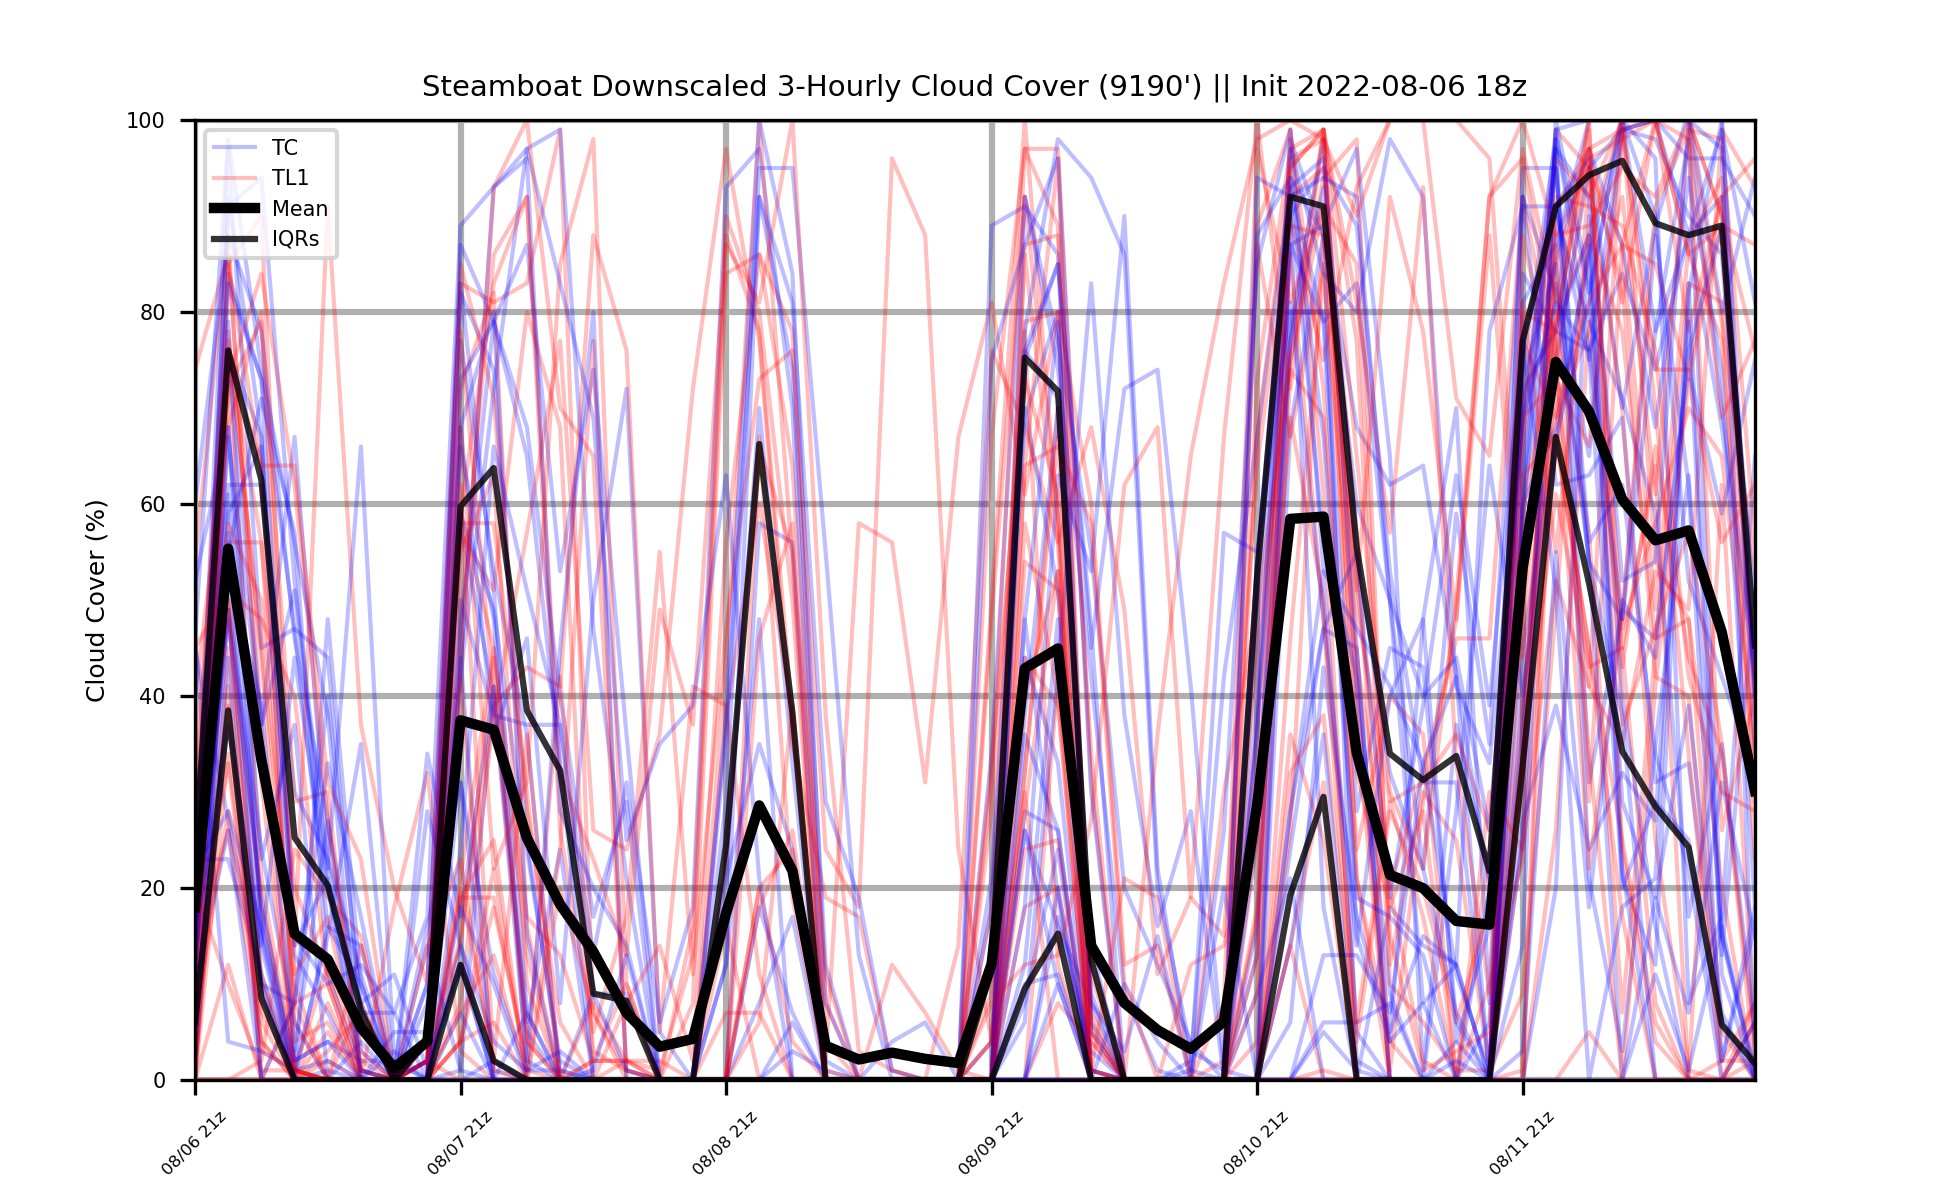 Steamboat Downscaled 3-Hourly Cloud Cover (9190') || Init 2022-08-06 18z
TC
TL1
Mean
IQRs
Cloud Cover (%)
100
80
60
40
20
0
08/06 21z
08/07 21z
08/08 21z
08/09 21z
08/10 21z
08/11 21z